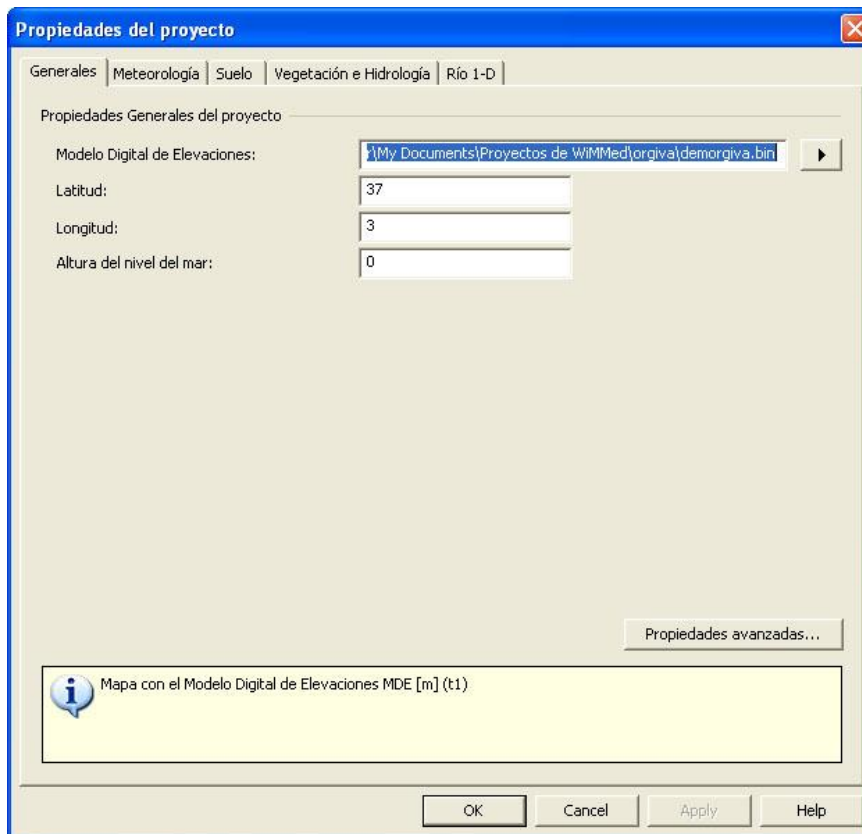 Propiedades del proyecto
Generales Meteorología Suelo Vegetación e Hidrología Río 1-D
Propiedades Generales del proyecto
Modelo Digital de Elevaciones: \My Documents\Proyectos de WiMMed\orgiva\demorgiva.bin
Latitud: 37
Longitud: 3
Altura del nivel del mar: 0
Propiedades avanzadas...
Mapa con el Modelo Digital de Elevaciones MDE [m] (t1)
OK Cancel Apply Help